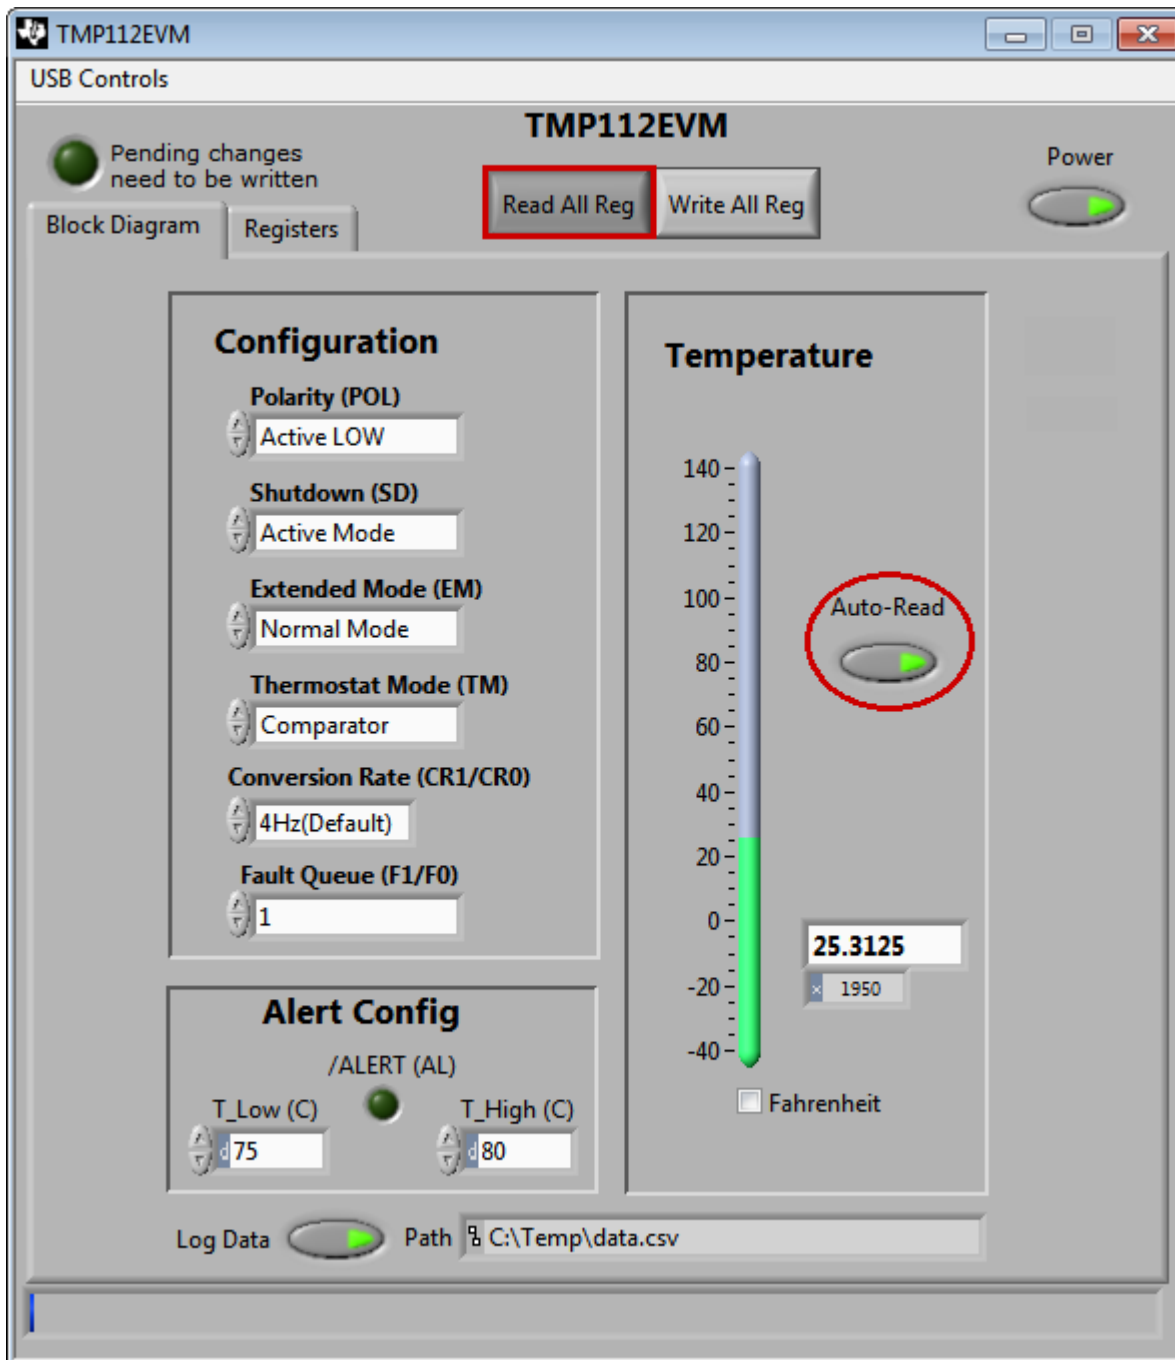 TMP112EVM
USB Controls
TMP112EVM
Pending changes
need to be written
Read All Reg
Write All Reg
Power
Block Diagram
Registers
Configuration
Polarity (POL)
Active LOW
Shutdown (SD)
Active Mode
Extended Mode (EM)
Normal Mode
Thermostat Mode (TM)
Comparator
Conversion Rate (CR1/CR0)
4Hz(Default)
Fault Queue (F1/F0)
1
Temperature
140
120
100
80
60
40
20
0
-20
-40
Auto-Read
25.3125
x 1950
Fahrenheit
Alert Config
/ALERT (AL)
T_Low (C)
d 75
T_High (C)
d 80
Log Data
Path
C:\Temp\data.csv